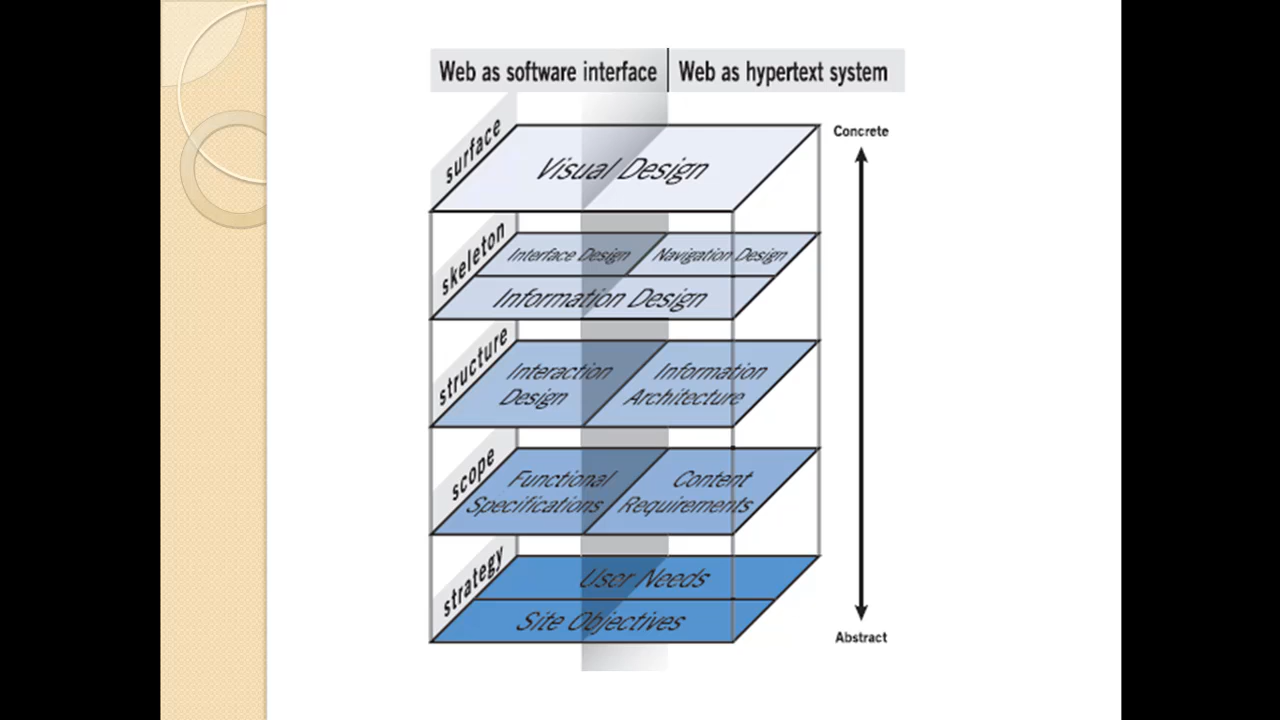 Web as software interface
Web as hypertext system
Concrete
surface
Visual Design
skeleton
Interface Design
Navigation Design
Information Design
structure
Interaction
Design
Information
Architecture
scope
Functional
Specifications
Content
Requirements
strategy
User Needs
Site Objectives
Abstract